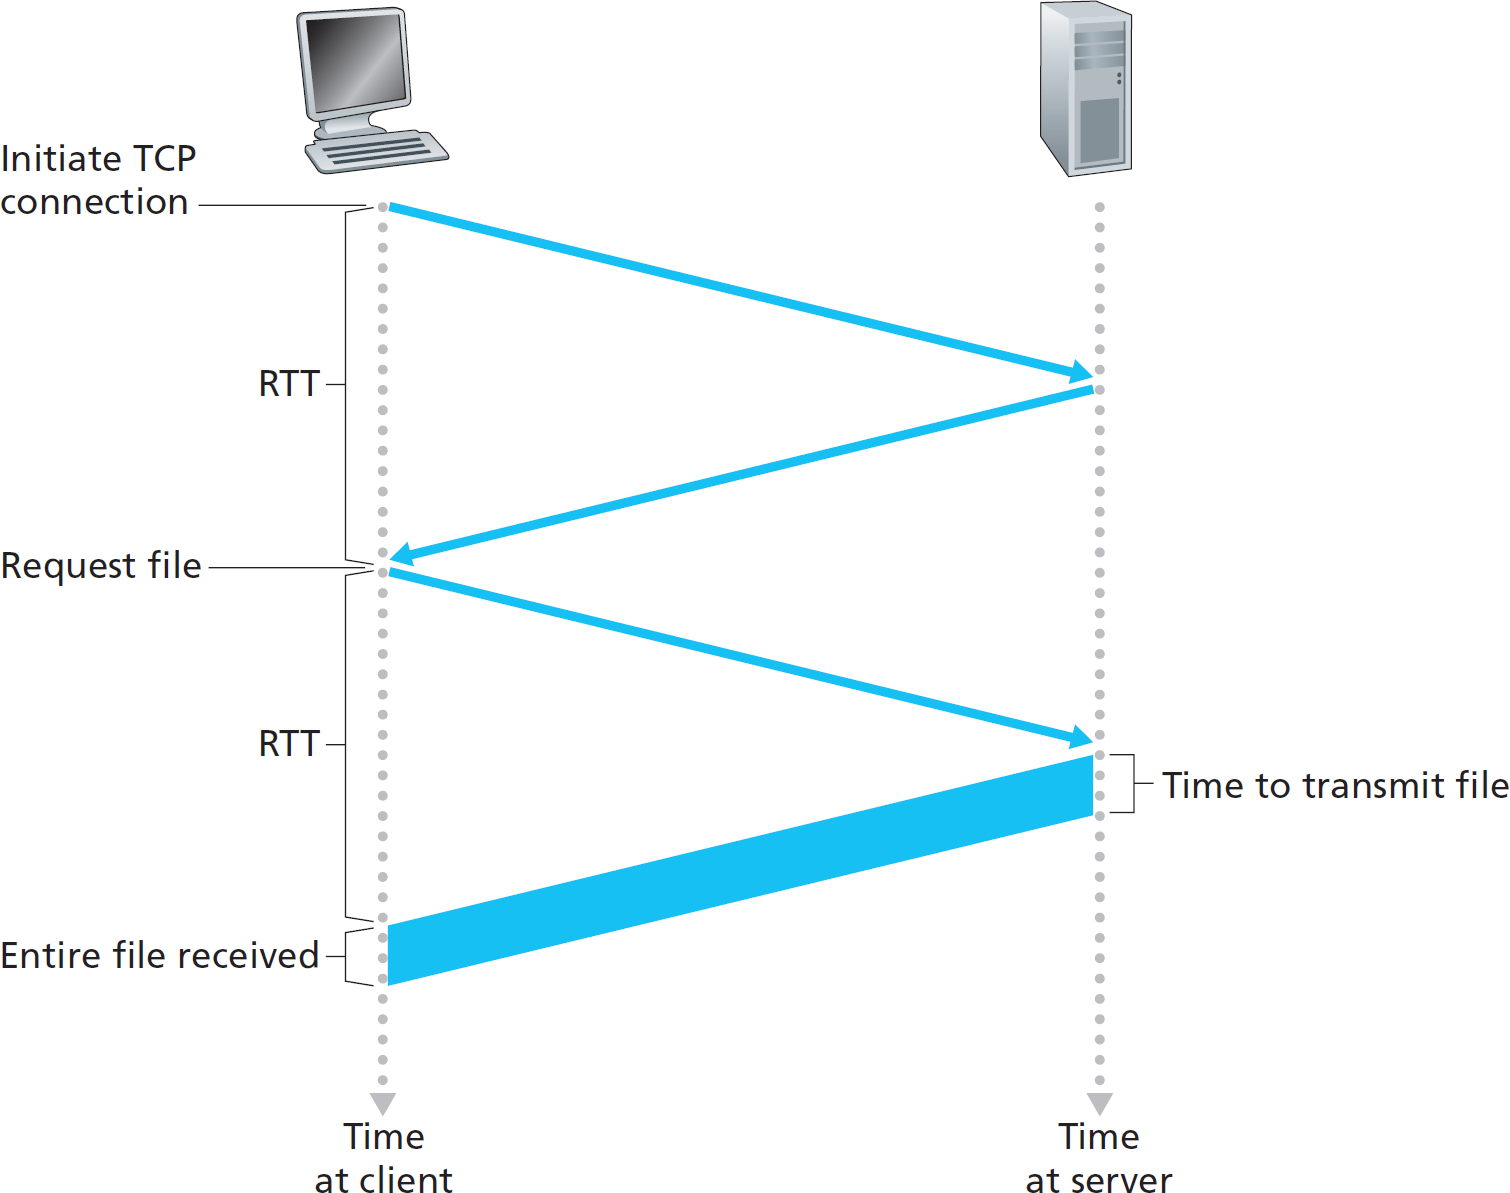 Initiate TCP
connection
RTT
Request file
RTT
Time to transmit file
Entire file received
Time
at client
Time
at server